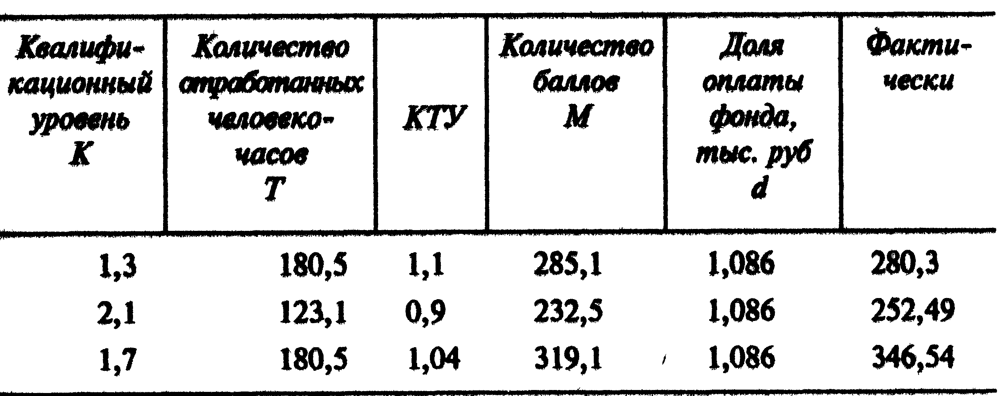 Квалифи-
кационный
уровень
К
Количество
отработанных
человеко-
часов
Т
КТУ
Количество
баллов
М
Доля
оплаты
фонда,
тыс. руб
d
Факти-
чески
1,3 180,5 1,1 285,1 1,086 280,3
2,1 123,1 0,9 232,5 1,086 252,49
1,7 180,5 1,04 319,1 1,086 346,54